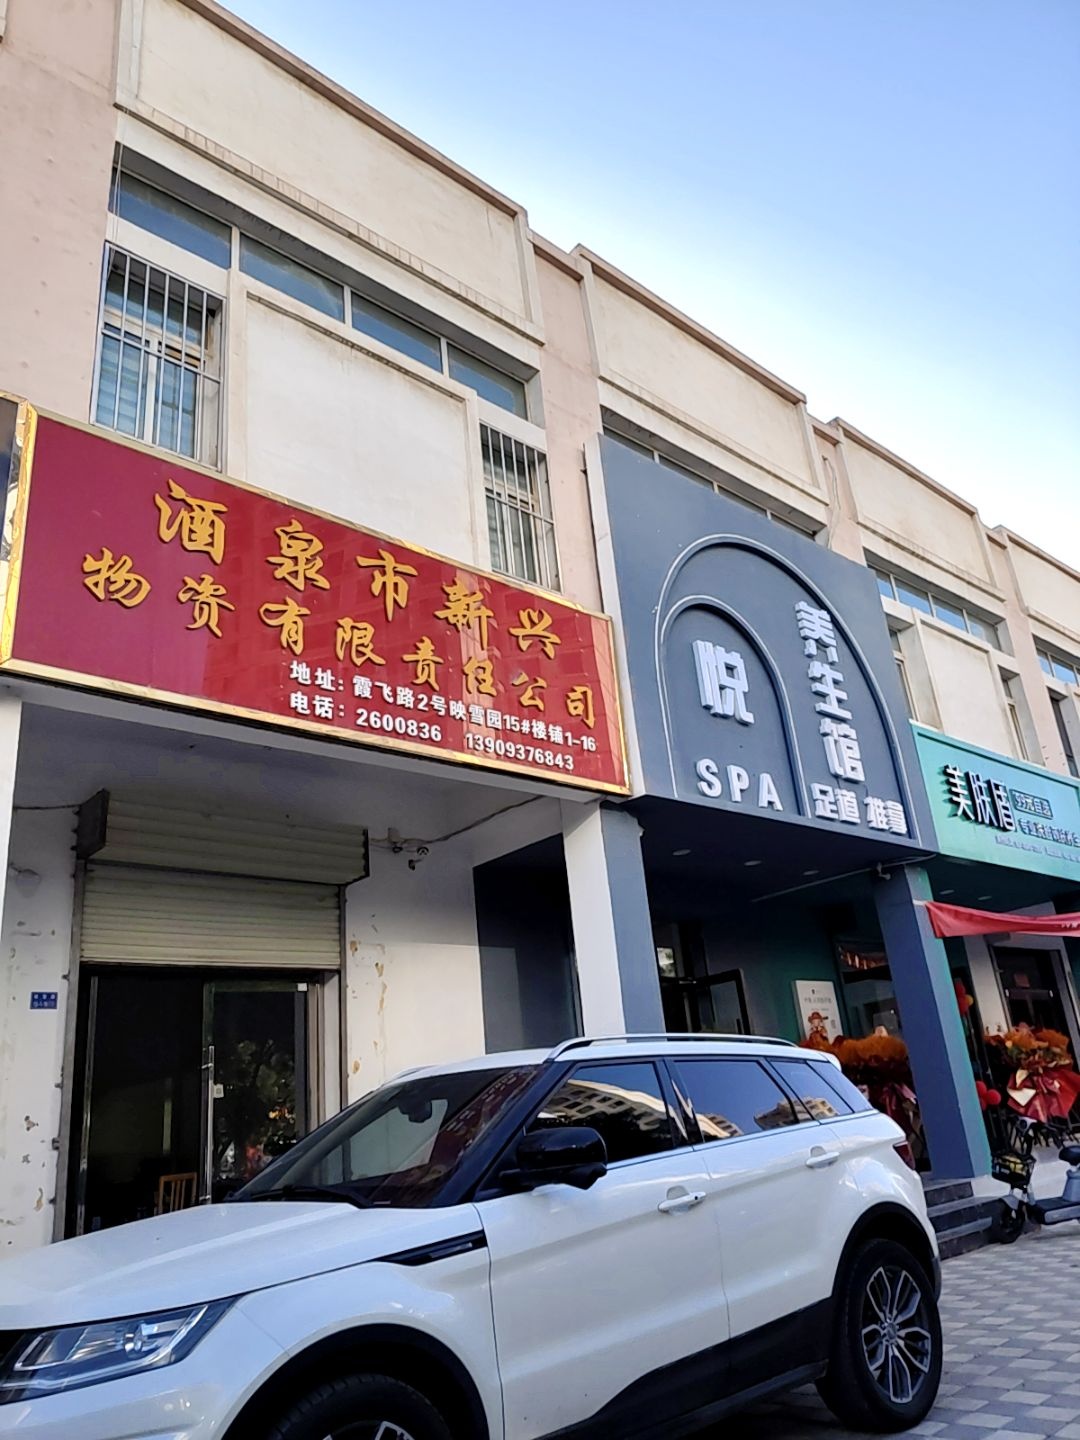 酒泉市新兴
物资有限责任公司
地址：霞飞路2号映雪园15#楼铺1-16
电话：2600836 13909376843
悦
SPA
养生馆
足道 推拿
美肤盾